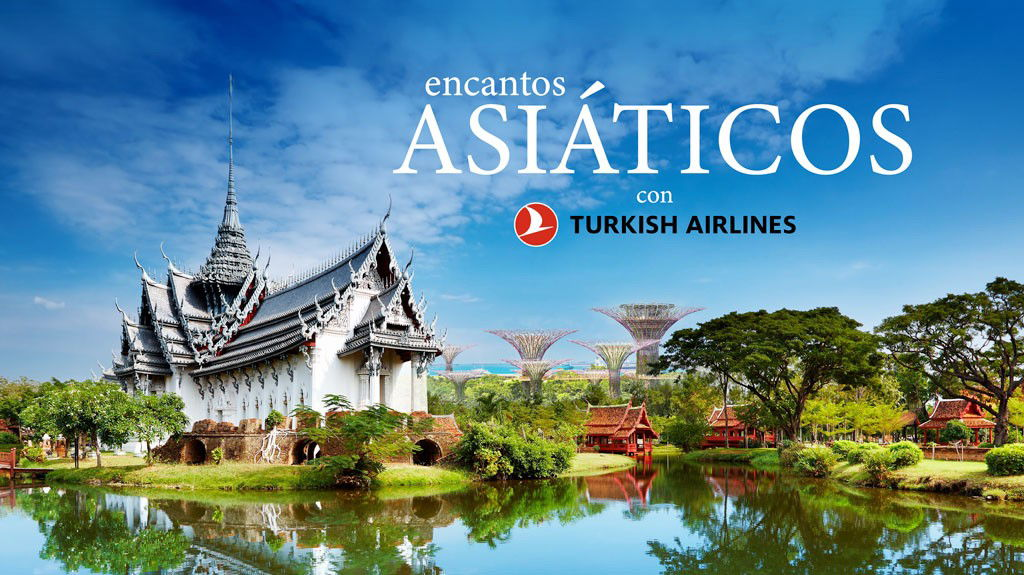 encantos
ASIÁTICOS
con
TURKISH AIRLINES